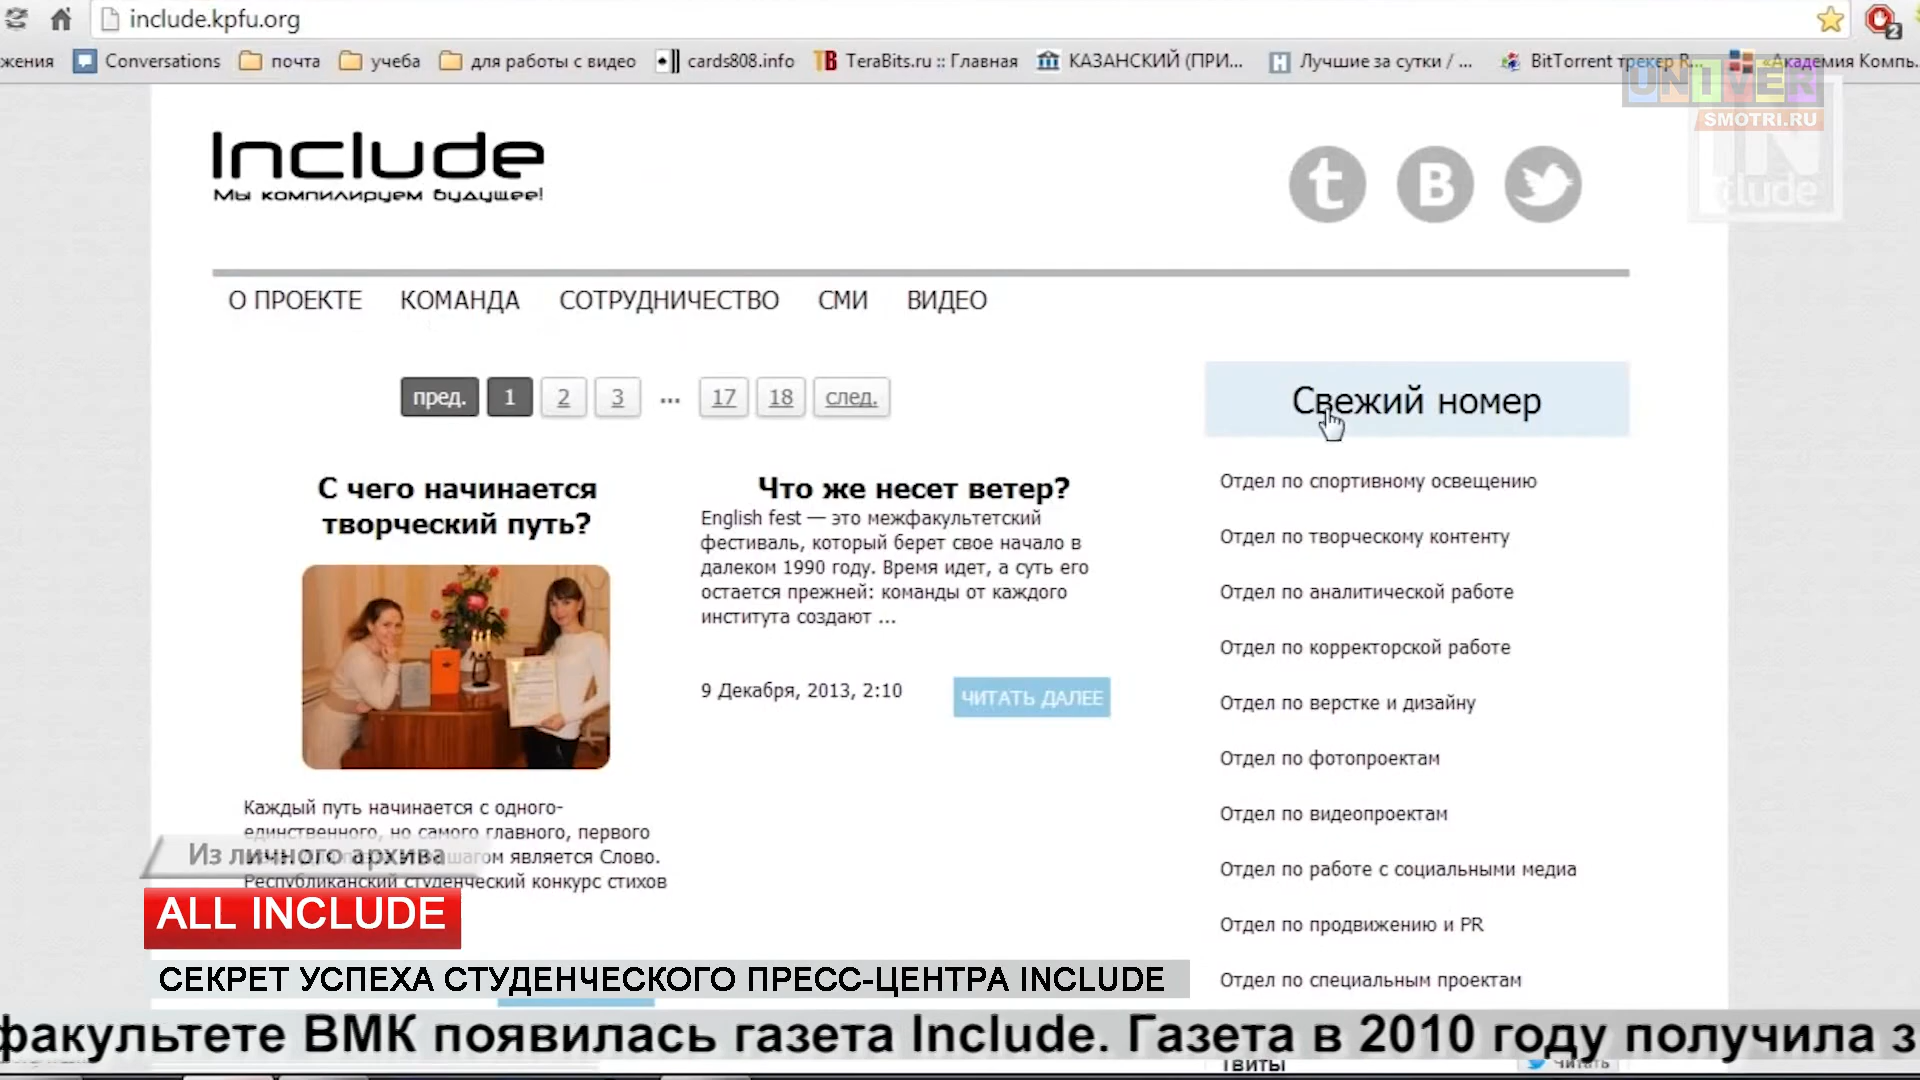 include.kpfu.org
жения
Conversations
почта
учеба
для работы с видео
cards808.info
TeraBits.ru :: Главная
КАЗАНСКИЙ (ПРИ...
Лучшие за сутки / ...
BitTorrent трекер R...
«Академия Компь.
UNIVER
SMOTRI.RU
IN
clude
Include
Мы компилируем будущее!
О ПРОЕКТЕ
КОМАНДА
СОТРУДНИЧЕСТВО
СМИ
ВИДЕО
пред. 1 2 3 ... 17 18 след.
Свежий номер
С чего начинается
творческий путь?
Каждый путь начинается с одного-
единственного, но самого главного, первого
шагом является Слово.
Республиканский студенческий конкурс стихов
Что же несет ветер?
English fest — это межфакультетский
фестиваль, который берет свое начало в
далеком 1990 году. Время идет, а суть его
остается прежней: команды от каждого
института создают ...
9 Декабря, 2013, 2:10
ЧИТАТЬ ДАЛЕЕ
Отдел по спортивному освещению
Отдел по творческому контенту
Отдел по аналитической работе
Отдел по корректорской работе
Отдел по верстке и дизайну
Отдел по фотопроектам
Отдел по видеопроектам
Отдел по работе с социальными медиа
Отдел по продвижению и PR
Отдел по специальным проектам
Из личного архива
ALL INCLUDE
СЕКРЕТ УСПЕХА СТУДЕНЧЕСКОГО ПРЕСС-ЦЕНТРА INCLUDE
факультете ВМК появилась газета Include. Газета в 2010 году получила з
Твиты
Читать